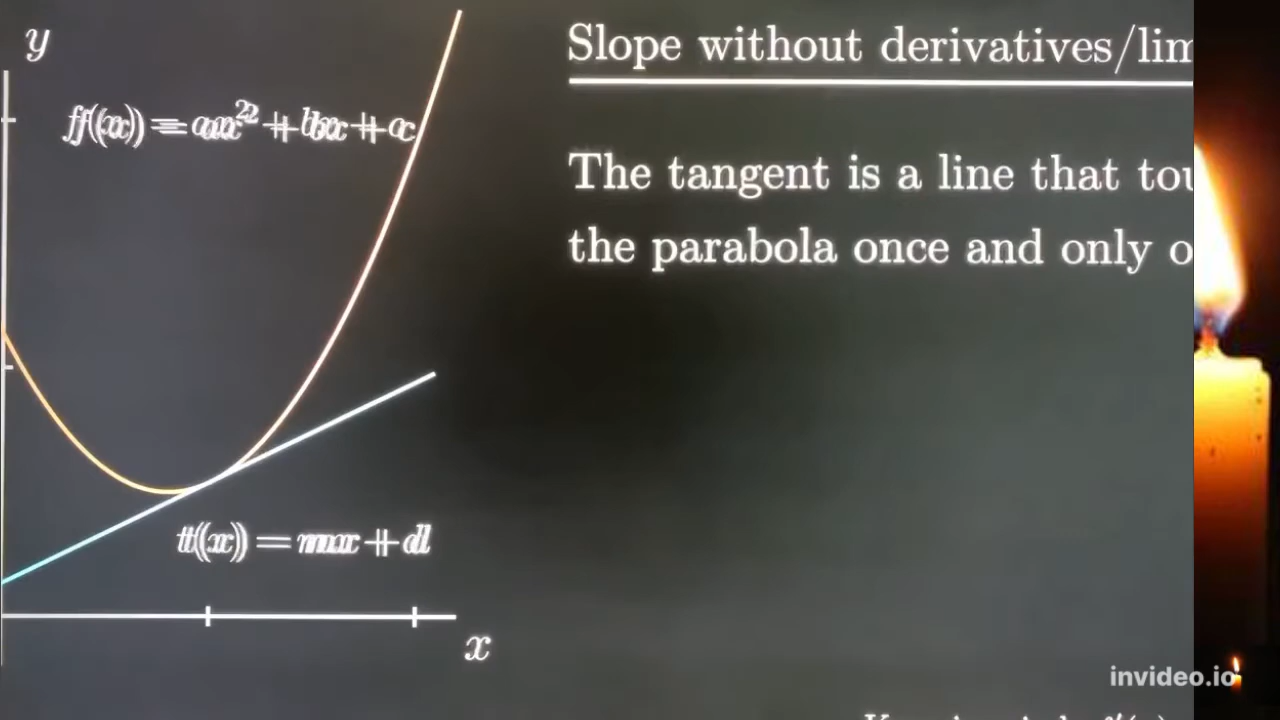 y
f(x) = ax² + bx + c
Slope without derivatives/lim
The tangent is a line that tou
the parabola once and only o
t(x) = mx + d
x
invideo.io